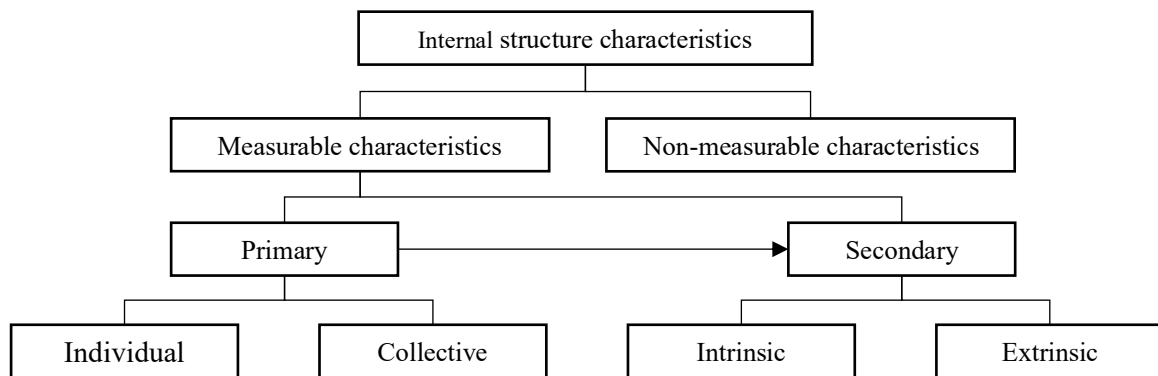 Internal structure characteristics
Measurable characteristics
Non-measurable characteristics
Primary
Secondary
Individual
Collective
Intrinsic
Extrinsic